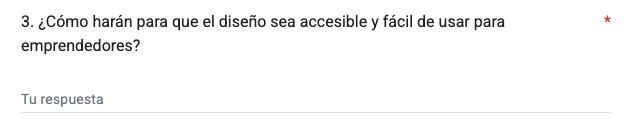 3. ¿Cómo harán para que el diseño sea accesible y fácil de usar para *
emprendedores?
Tu respuesta